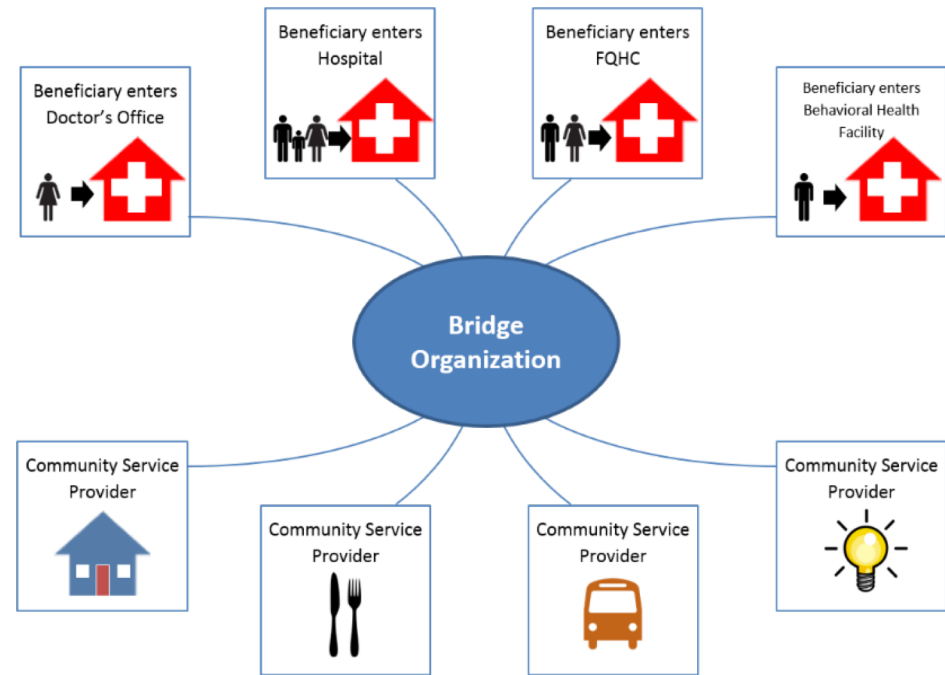 Beneficiary enters
Doctor’s Office
Beneficiary enters
Hospital
Beneficiary enters
FQHC
Beneficiary enters
Behavioral Health
Facility
Bridge
Organization
Community Service
Provider
Community Service
Provider
Community Service
Provider
Community Service
Provider